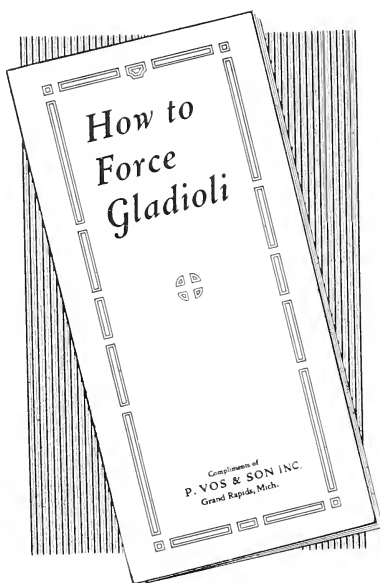 How to
Force
Gladioli
Compliments of
P. VOS & SON INC.
Grand Rapids, Mich.